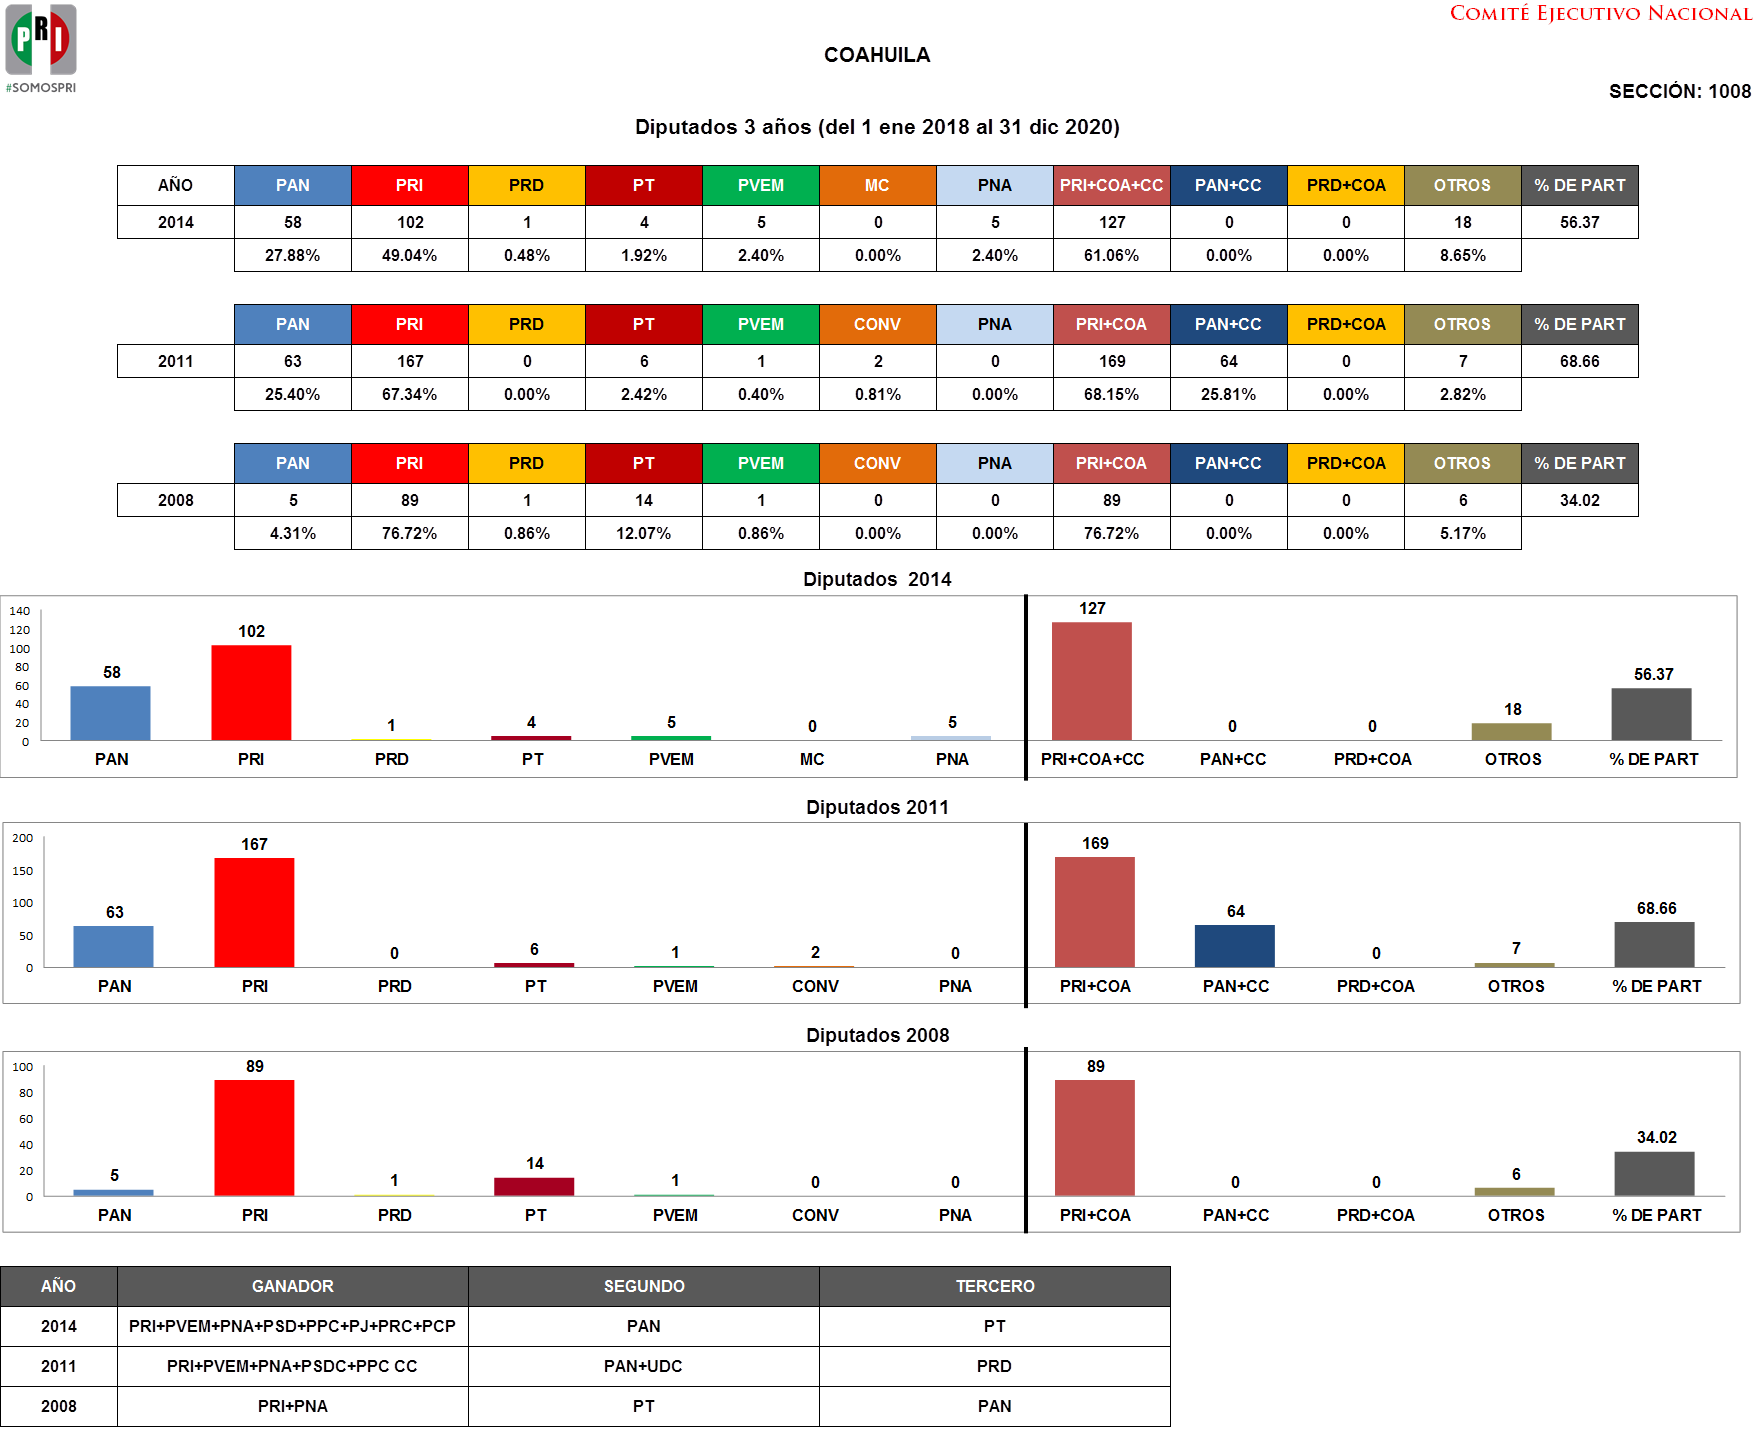 PRI
#SOMOSPRI
COMITÉ EJECUTIVO NACIONAL
COAHUILA
SECCIÓN: 1008
Diputados 3 años (del 1 ene 2018 al 31 dic 2020)
AÑO PAN PRI PRD PT PVEM MC PNA PRI+COA+CC PAN+CC PRD+COA OTROS % DE PART
2014 58 102 1 4 5 0 5 127 0 0 18 56.37
27.88% 49.04% 0.48% 1.92% 2.40% 0.00% 2.40% 61.06% 0.00% 0.00% 8.65%
PAN PRI PRD PT PVEM CONV PNA PRI+COA PAN+CC PRD+COA OTROS % DE PART
2011 63 167 0 6 1 2 0 169 64 0 7 68.66
25.40% 67.34% 0.00% 2.42% 0.40% 0.81% 0.00% 68.15% 25.81% 0.00% 2.82%
PAN PRI PRD PT PVEM CONV PNA PRI+COA PAN+CC PRD+COA OTROS % DE PART
2008 5 89 1 14 1 0 0 89 0 0 6 34.02
4.31% 76.72% 0.86% 12.07% 0.86% 0.00% 0.00% 76.72% 0.00% 0.00% 5.17%
Diputados 2014
140
120
100
80
60
40
20
0
58 102 1 4 5 0 5 127 0 0 18 56.37
PAN PRI PRD PT PVEM MC PNA PRI+COA+CC PAN+CC PRD+COA OTROS % DE PART
Diputados 2011
200
150
100
50
0
63 167 0 6 1 2 0 169 64 0 7 68.66
PAN PRI PRD PT PVEM CONV PNA PRI+COA PAN+CC PRD+COA OTROS % DE PART
Diputados 2008
100
80
60
40
20
0
5 89 1 14 1 0 0 89 0 0 6 34.02
PAN PRI PRD PT PVEM CONV PNA PRI+COA PAN+CC PRD+COA OTROS % DE PART
AÑO GANADOR SEGUNDO TERCERO
2014 PRI+PVEM+PNA+PSD+PPC+PJ+PRC+PCP PAN PT
2011 PRI+PVEM+PNA+PSDC+PPC CC PAN+UDC PRD
2008 PRI+PNA PT PAN